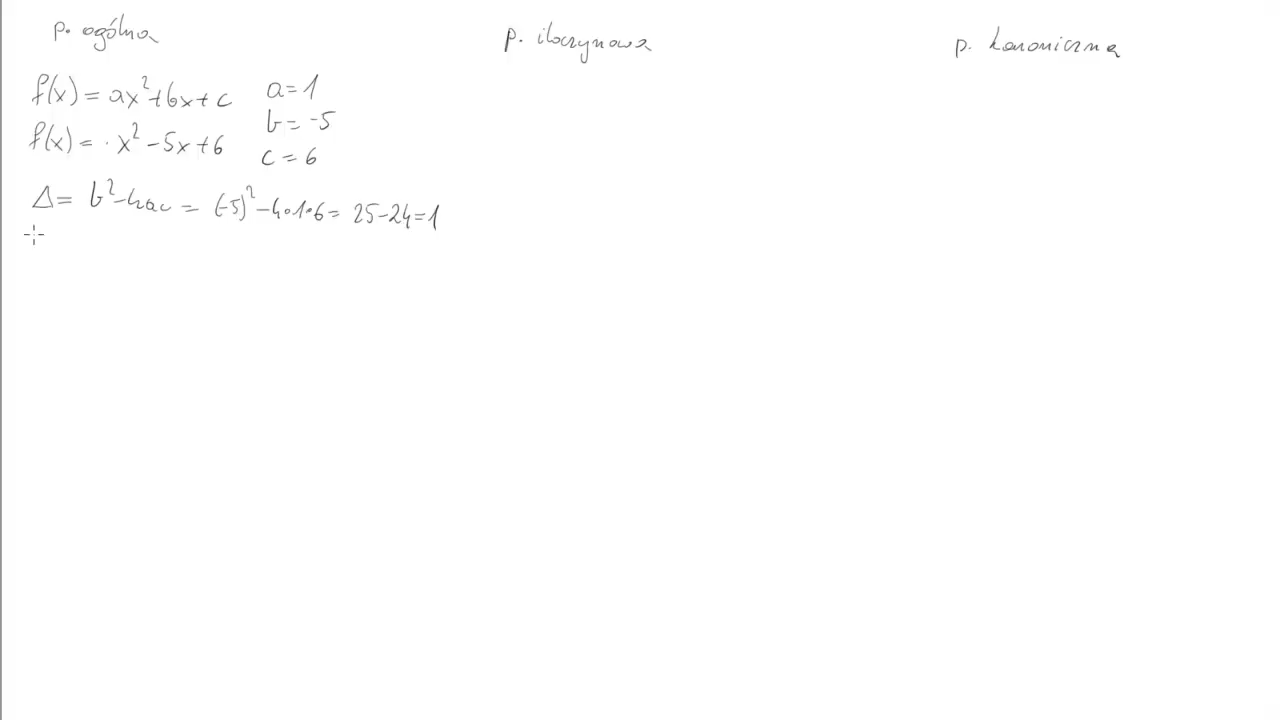 p. ogólna
p. iloczynowa
p. kanoniczna
f(x) = ax²+bx+c
a=1
f(x) = x²-5x+6
b=-5
c=6
Δ= b²-4ac = (-5)²-4·1·6= 25-24=1